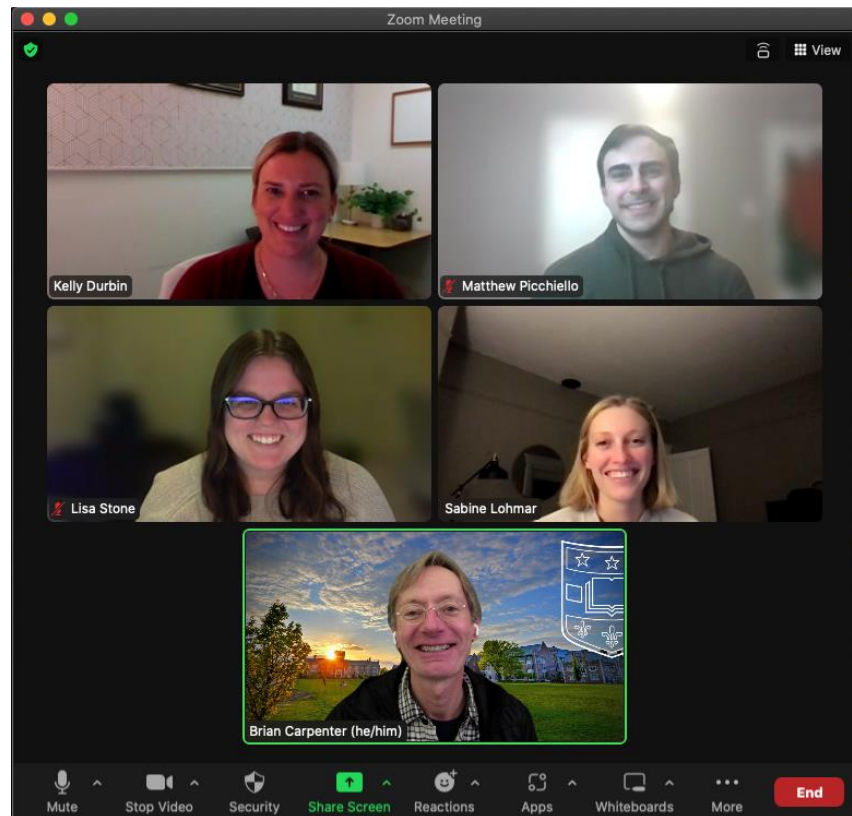 Zoom Meeting
View
Kelly Durbin
Matthew Picchiello
Lisa Stone
Sabine Lohmar
Brian Carpenter (he/him)
Mute
Stop Video
Security
Share Screen
Reactions
Apps
Whiteboards
More
End